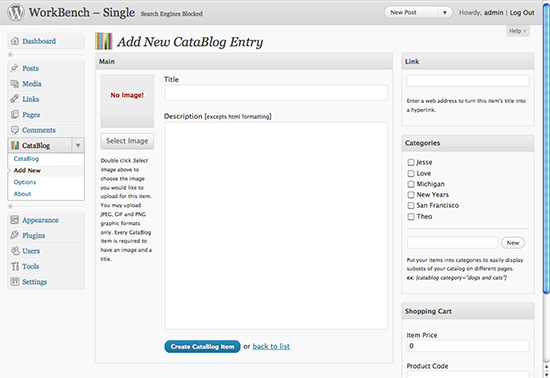 WorkBench – Single
Search Engines Blocked
New Post
Howdy, admin | Log Out
Help
Dashboard
Posts
Media
Links
Pages
Comments
CataBlog
CataBlog
Add New
Options
About
Appearance
Plugins
Users
Tools
Settings
Add New CataBlog Entry
Main
No Image!
Select Image
Double click Select
Image above to
choose the image
you would like to
upload for this item.
You may upload
JPEG, GIF and PNG
graphic formats
only. Every CataBlog
item is required to
have an image and a
title.
Title
Description [excepts html formatting]
Create CataBlog Item or back to list
Link
Enter a web address to turn this item's title into
a hyperlink.
Categories
Jesse
Love
Michigan
New Years
San Francisco
Theo
New
Put your items into categories to easily display
subsets of your catalog on different pages.
ex: [catablog category="dogs and cats"]
Shopping Cart
Item Price
0
Product Code